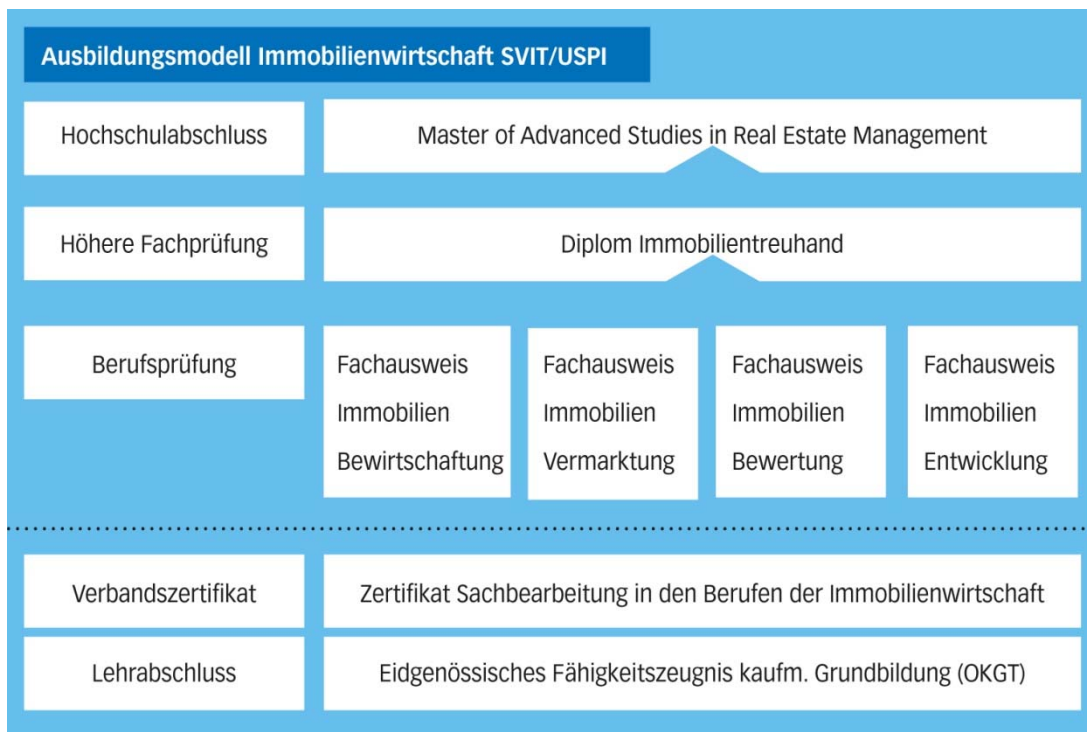 Ausbildungsmodell Immobilienwirtschaft SVIT/USPI
Hochschulabschluss
Master of Advanced Studies in Real Estate Management
Höhere Fachprüfung
Diplom Immobilientreuhand
Berufsprüfung
Fachausweis
Immobilien
Bewirtschaftung
Fachausweis
Immobilien
Vermarktung
Fachausweis
Immobilien
Bewertung
Fachausweis
Immobilien
Entwicklung
Verbandszertifikat
Zertifikat Sachbearbeitung in den Berufen der Immobilienwirtschaft
Lehrabschluss
Eidgenössisches Fähigkeitszeugnis kaufm. Grundbildung (OKGT)